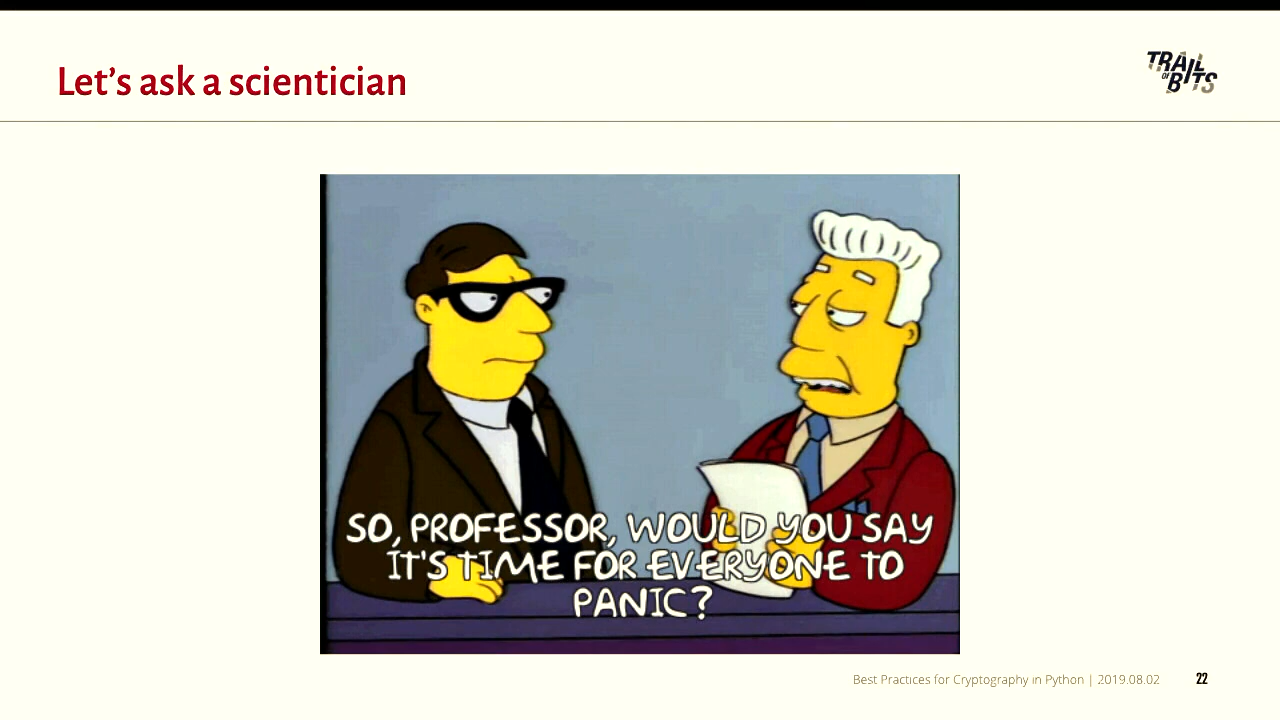 Let's ask a scientician
TRAIL
OF
BITS
SO, PROFESSOR, WOULD YOU SAY
IT'S TIME FOR EVERYONE TO
PANIC?
Best Practices for Cryptography in Python | 2019.08.02
22